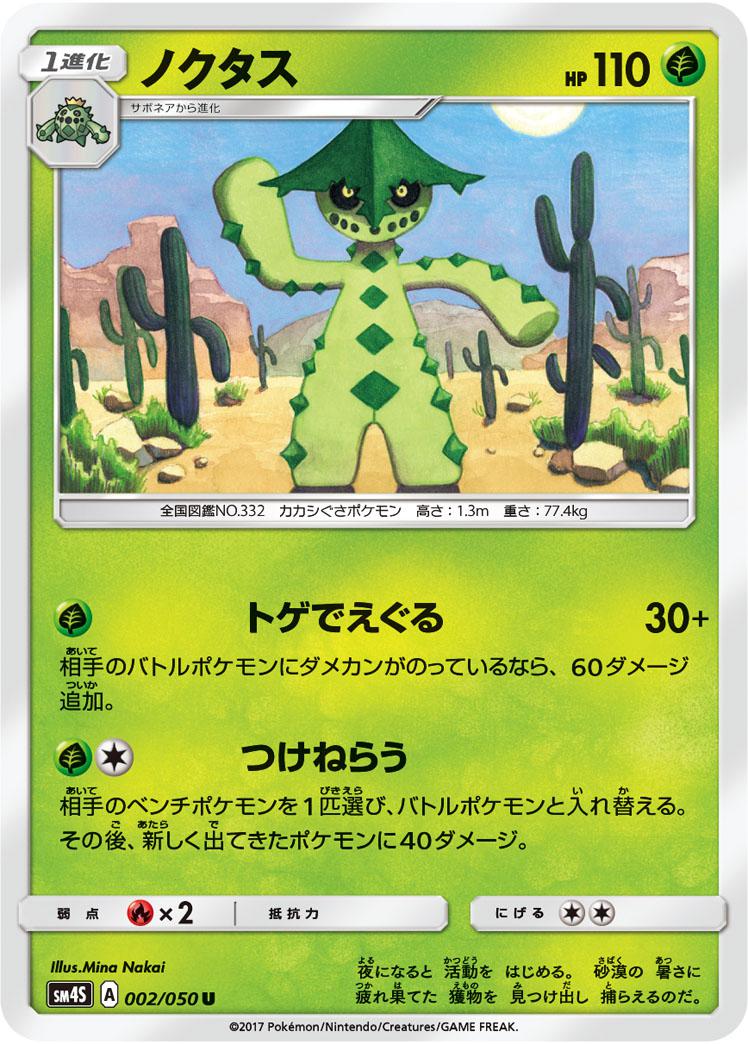 1進化
ノクタス
HP 110
サボネアから進化
全国図鑑NO.332 カカシぐさポケモン 高さ:1.3m 重さ:77.4kg
トゲでえぐる 30+
相手のバトルポケモンにダメカンがのっているなら、60ダメージ
追加。
つけねらう
相手のベンチポケモンを1匹選び、バトルポケモンと入れ替える。
その後、新しく出てきたポケモンに40ダメージ。
弱点 ×2 抵抗力 にげる
Illus.Mina Nakai
夜になると 活動を はじめる。 砂漠の 暑さに
疲れ果てた 獲物を 見つけ出し 捕らえるのだ。
SM4S A 002/050 U
©2017 Pokémon/Nintendo/Creatures/GAME FREAK.